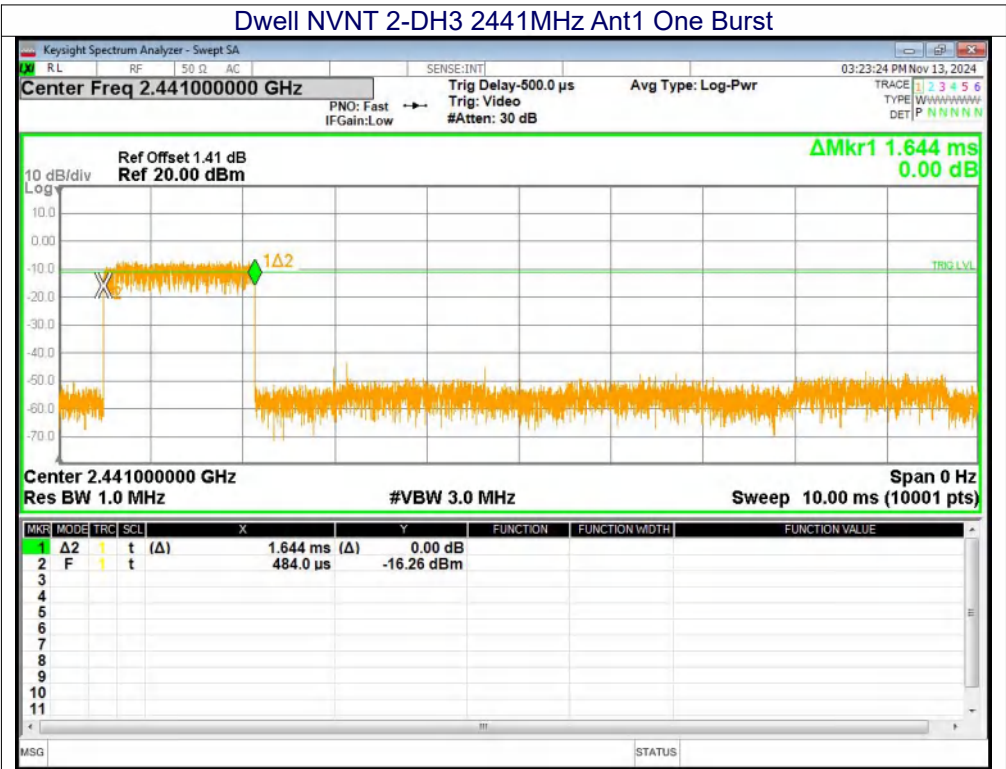 Dwell NVNT 2-DH3 2441MHz Ant1 One Burst
Keysight Spectrum Analyzer - Swept SA
LXI RL RF 50 Ω AC SENSE:INT 03:23:24 PM Nov 13, 2024
Center Freq 2.441000000 GHz Trig Delay-500.0 µs Avg Type: Log-Pwr TRACE 1 2 3 4 5 6
PNO: Fast Trig: Video TYPE WWWWWWW
IFGain:Low #Atten: 30 dB DET P N N N N N
ΔMkr1 1.644 ms
0.00 dB
Ref Offset 1.41 dB
10 dB/div Ref 20.00 dBm
Log
10.0
0.00
1Δ2
-10.0 TRIG LVL
-20.0
-30.0
-40.0
-50.0
-60.0
-70.0
Center 2.441000000 GHz Span 0 Hz
Res BW 1.0 MHz #VBW 3.0 MHz Sweep 10.00 ms (10001 pts)
MKR MODE TRC SCL X Y FUNCTION FUNCTION WIDTH FUNCTION VALUE
1 Δ2 1 t (Δ) 1.644 ms (Δ) 0.00 dB
2 F 1 t 484.0 µs -16.26 dBm
3
4
5
6
7
8
9
10
11
MSG STATUS